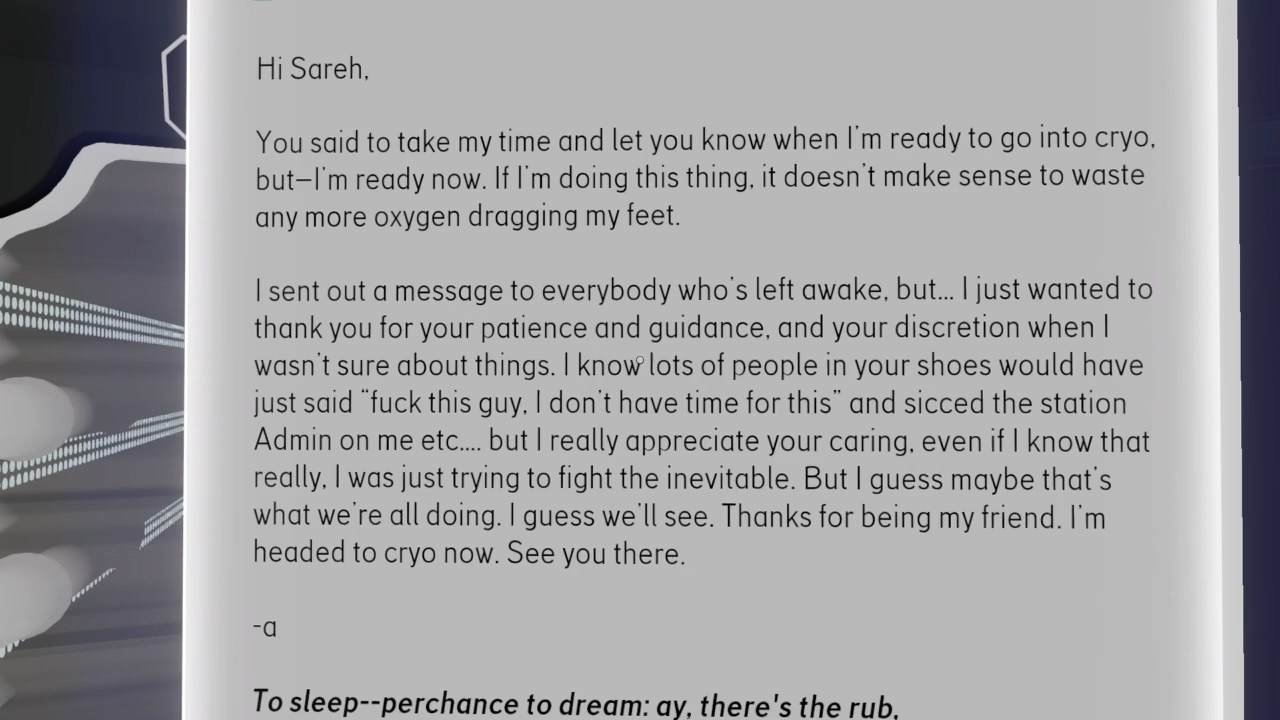 Hi Sareh,
You said to take my time and let you know when I'm ready to go into cryo,
but—I'm ready now. If I'm doing this thing, it doesn't make sense to waste
any more oxygen dragging my feet.
I sent out a message to everybody who's left awake, but... I just wanted to
thank you for your patience and guidance, and your discretion when I
wasn't sure about things. I know lots of people in your shoes would have
just said “fuck this guy, I don't have time for this” and sicced the station
Admin on me etc.... but I really appreciate your caring, even if I know that
really, I was just trying to fight the inevitable. But I guess maybe that's
what we're all doing. I guess we'll see. Thanks for being my friend. I'm
headed to cryo now. See you there.
-a
To sleep--perchance to dream: ay, there's the rub,